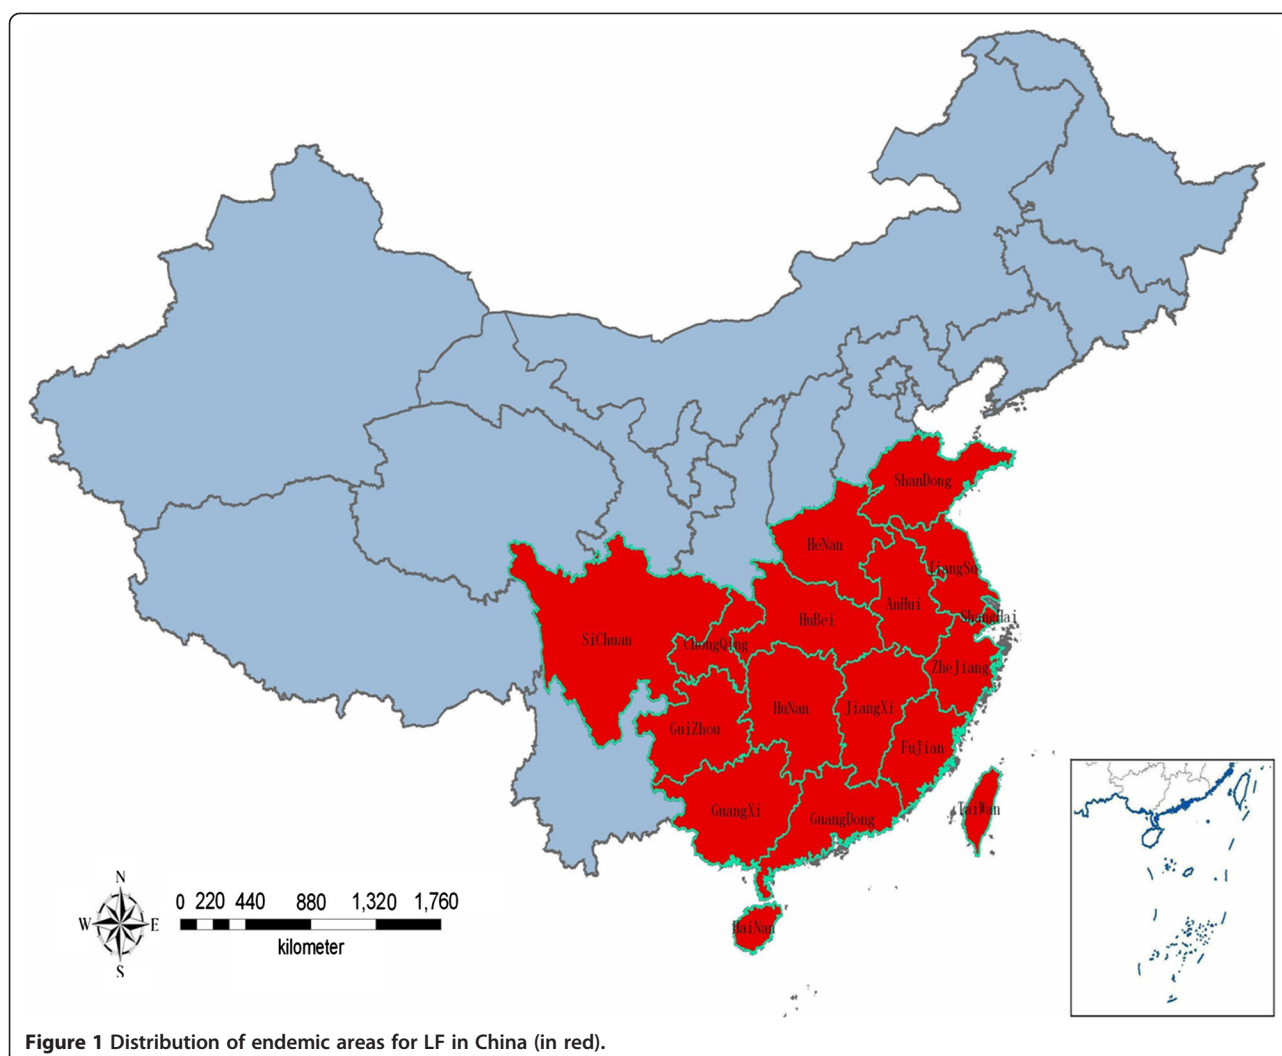 ShanDong
HeNan
JiangSu
AnHui
ShangHai
HuBei
SiChuan
ChongQing
ZheJiang
HuNan
JiangXi
GuiZhou
FuJian
GuangXi
GuangDong
TaiWan
HaiNan
N
W E
S
0 220 440 880 1,320 1,760
kilometer
Figure 1 Distribution of endemic areas for LF in China (in red).